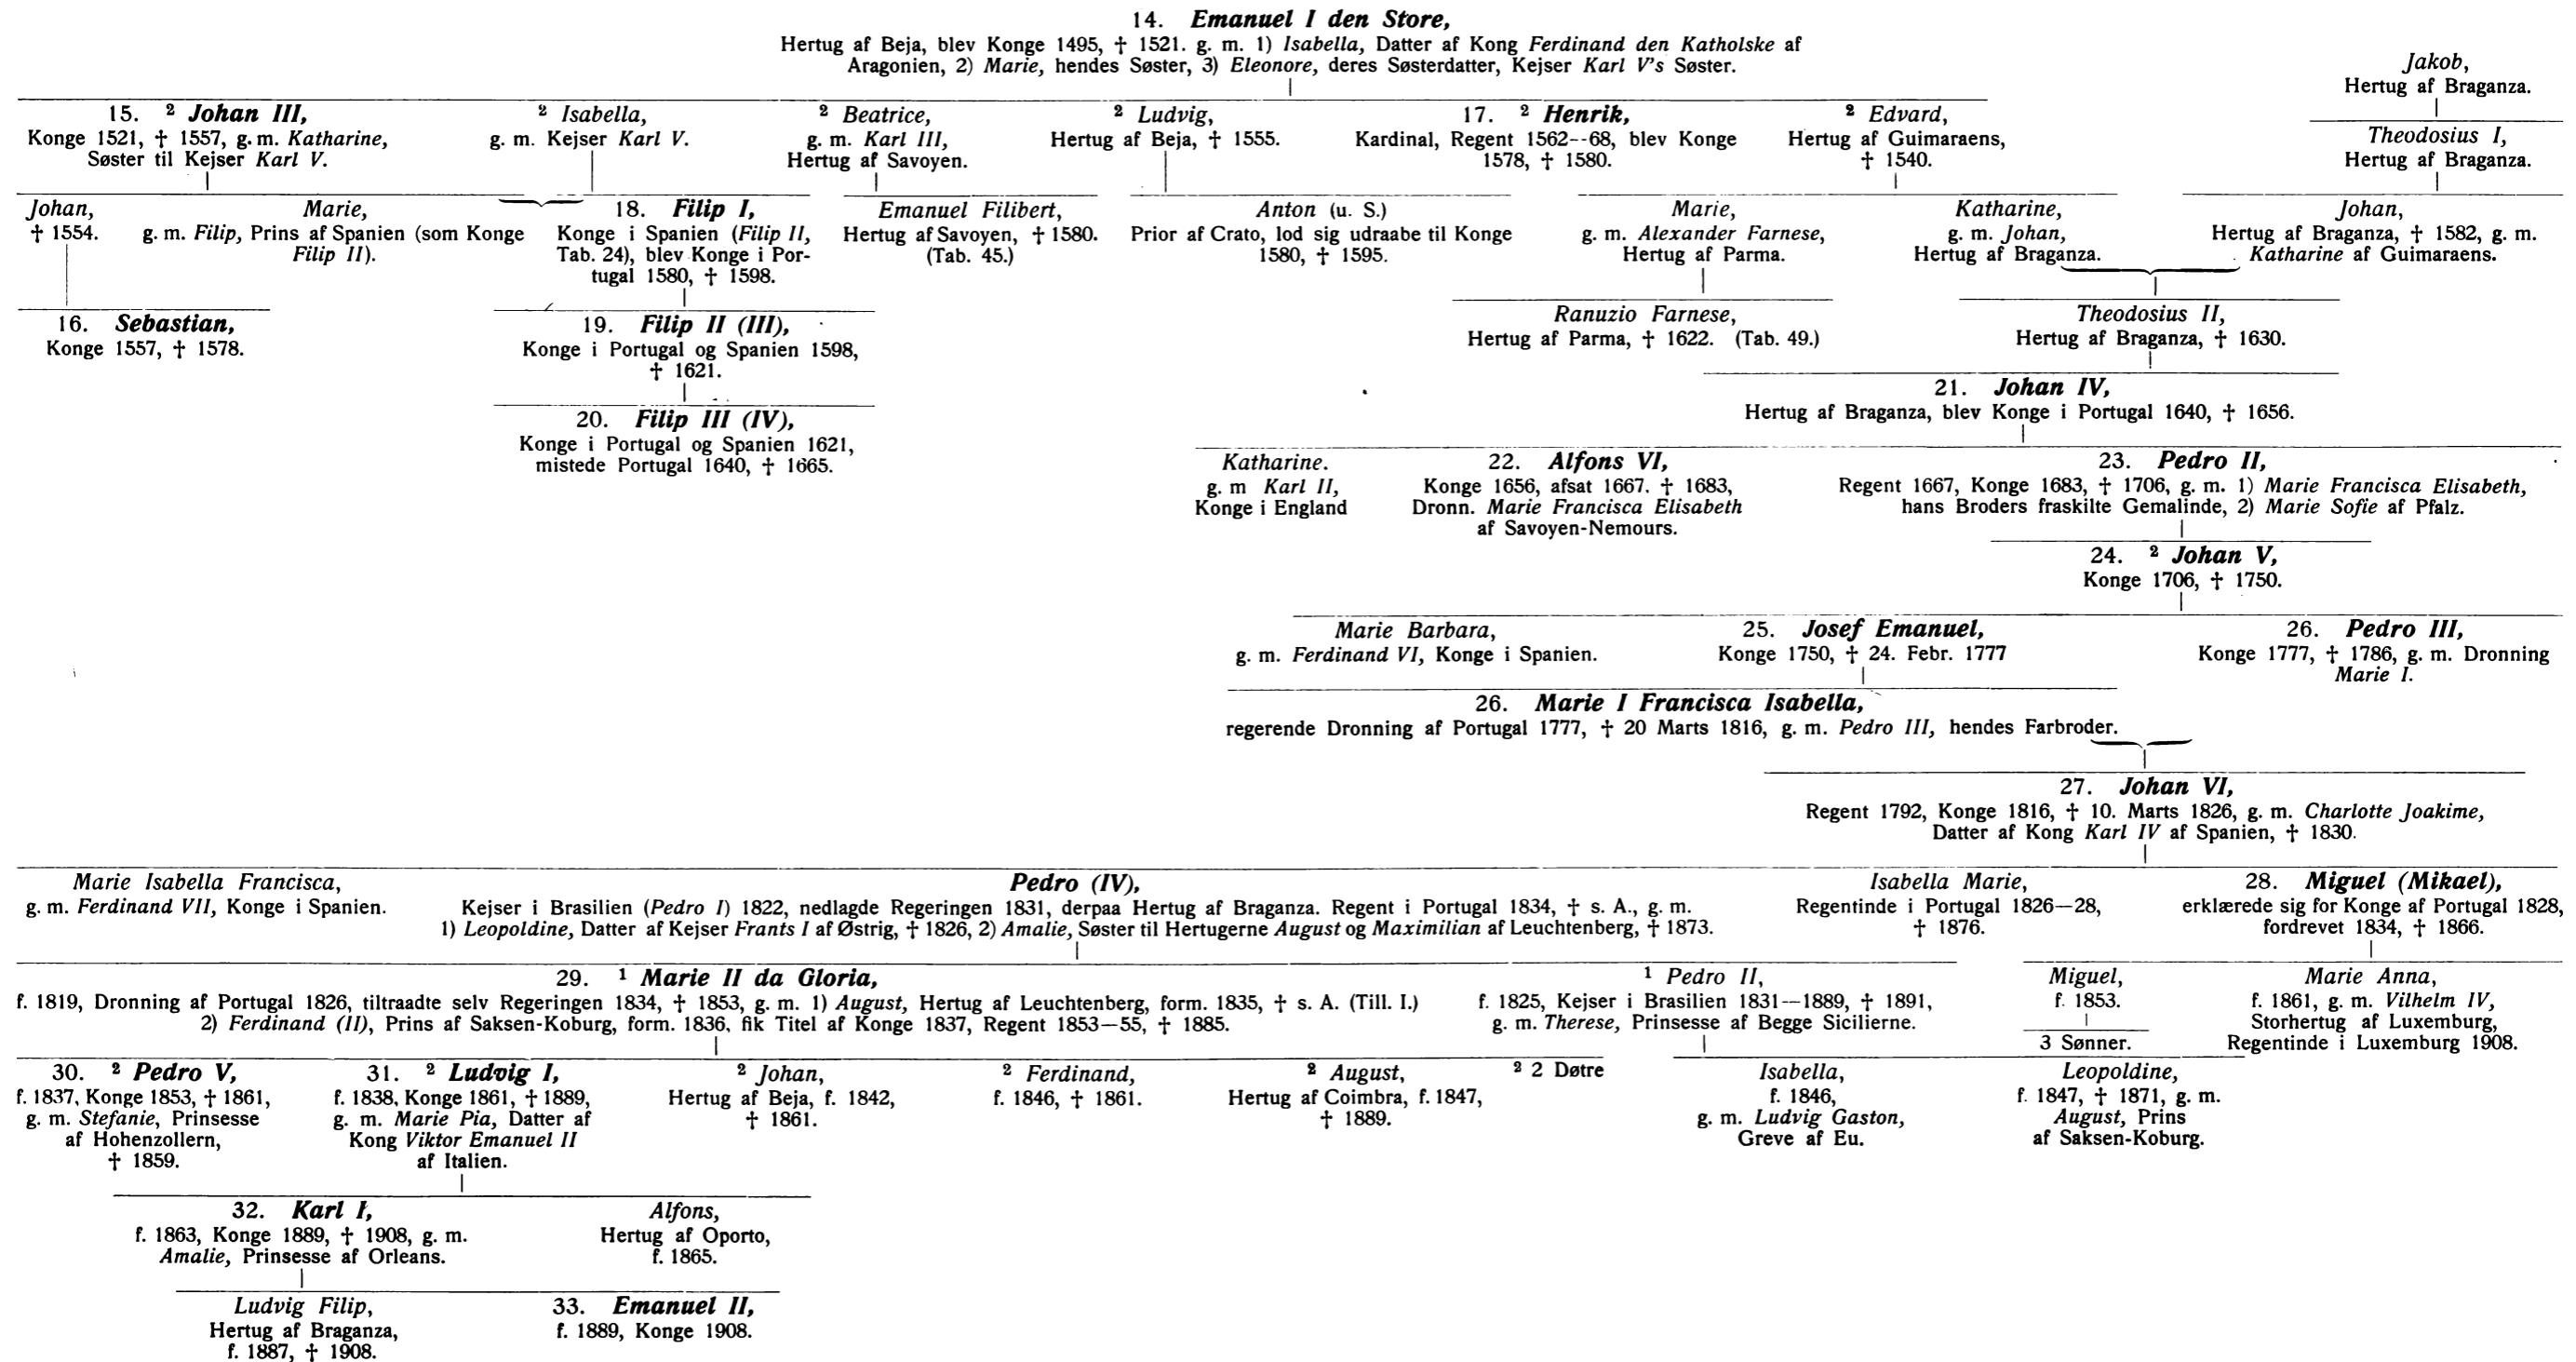 14. Emanuel I den Store,
Hertug af Beja, blev Konge 1495, † 1521. g. m. 1) Isabella, Datter af Kong Ferdinand den Katholske af
Aragonien, 2) Marie, hendes Søster, 3) Eleonore, deres Søsterdatter, Kejser Karl V's Søster.
Jakob,
Hertug af Braganza.
15. ² Johan III,
Konge 1521, † 1557, g. m. Katharine,
Søster til Kejser Karl V.
² Isabella,
g. m. Kejser Karl V.
² Beatrice,
g. m. Karl III,
Hertug af Savoyen.
² Ludvig,
Hertug af Beja, † 1555.
17. ² Henrik,
Kardinal, Regent 1562--68, blev Konge
1578, † 1580.
² Edvard,
Hertug af Guimaraens,
† 1540.
Theodosius I,
Hertug af Braganza.
Johan,
† 1554.
Marie,
g. m. Filip, Prins af Spanien (som Konge
Filip II).
18. Filip I,
Konge i Spanien (Filip II,
Tab. 24), blev Konge i Por-
tugal 1580, † 1598.
Emanuel Filibert,
Hertug af Savoyen, † 1580.
(Tab. 45.)
Anton (u. S.)
Prior af Crato, lod sig udraabe til Konge
1580, † 1595.
Marie,
g. m. Alexander Farnese,
Hertug af Parma.
Katharine,
g. m. Johan,
Hertug af Braganza.
Johan,
Hertug af Braganza, † 1582, g. m.
Katharine af Guimaraens.
16. Sebastian,
Konge 1557, † 1578.
19. Filip II (III),
Konge i Portugal og Spanien 1598,
† 1621.
Ranuzio Farnese,
Hertug af Parma, † 1622. (Tab. 49.)
Theodosius II,
Hertug af Braganza, † 1630.
20. Filip III (IV),
Konge i Portugal og Spanien 1621,
mistede Portugal 1640, † 1665.
21. Johan IV,
Hertug af Braganza, blev Konge i Portugal 1640, † 1656.
Katharine.
g. m Karl II,
Konge i England
22. Alfons VI,
Konge 1656, afsat 1667. † 1683,
Dronn. Marie Francisca Elisabeth
af Savoyen-Nemours.
23. Pedro II,
Regent 1667, Konge 1683, † 1706, g. m. 1) Marie Francisca Elisabeth,
hans Broders fraskilte Gemalinde, 2) Marie Sofie af Pfalz.
24. ² Johan V,
Konge 1706, † 1750.
Marie Barbara,
g. m. Ferdinand VI, Konge i Spanien.
25. Josef Emanuel,
Konge 1750, † 24. Febr. 1777
26. Pedro III,
Konge 1777, † 1786, g. m. Dronning
Marie I.
26. Marie I Francisca Isabella,
regerende Dronning af Portugal 1777, † 20 Marts 1816, g. m. Pedro III, hendes Farbroder.
27. Johan VI,
Regent 1792, Konge 1816, † 10. Marts 1826, g. m. Charlotte Joakime,
Datter af Kong Karl IV af Spanien, † 1830.
Marie Isabella Francisca,
g. m. Ferdinand VII, Konge i Spanien.
Pedro (IV),
Kejser i Brasilien (Pedro I) 1822, nedlagde Regeringen 1831, derpaa Hertug af Braganza. Regent i Portugal 1834, † s. A., g. m.
1) Leopoldine, Datter af Kejser Frants I af Østrig, † 1826, 2) Amalie, Søster til Hertugerne August og Maximilian af Leuchtenberg, † 1873.
Isabella Marie,
Regentinde i Portugal 1826—28,
† 1876.
28. Miguel (Mikael),
erklærede sig for Konge af Portugal 1828,
fordrevet 1834, † 1866.
29. ¹ Marie II da Gloria,
f. 1819, Dronning af Portugal 1826, tiltraadte selv Regeringen 1834, † 1853, g. m. 1) August, Hertug af Leuchtenberg, form. 1835, † s. A. (Till. I.)
2) Ferdinand (II), Prins af Saksen-Koburg, form. 1836, fik Titel af Konge 1837, Regent 1853—55, † 1885.
¹ Pedro II,
f. 1825, Kejser i Brasilien 1831—1889, † 1891,
g. m. Therese, Prinsesse af Begge Sicilierne.
Miguel,
f. 1853.
3 Sønner.
Marie Anna,
f. 1861, g. m. Vilhelm IV,
Storhertug af Luxemburg,
Regentinde i Luxemburg 1908.
30. ² Pedro V,
f. 1837, Konge 1853, † 1861,
g. m. Stefanie, Prinsesse
af Hohenzollern,
† 1859.
31. ² Ludvig I,
f. 1838, Konge 1861, † 1889,
g. m. Marie Pia, Datter af
Kong Viktor Emanuel II
af Italien.
² Johan,
Hertug af Beja, f. 1842,
† 1861.
² Ferdinand,
f. 1846, † 1861.
² August,
Hertug af Coimbra, f. 1847,
† 1889.
² 2 Døtre
Isabella,
f. 1846,
g. m. Ludvig Gaston,
Greve af Eu.
Leopoldine,
f. 1847, † 1871, g. m.
August, Prins
af Saksen-Koburg.
32. Karl I,
f. 1863, Konge 1889, † 1908, g. m.
Amalie, Prinsesse af Orleans.
Alfons,
Hertug af Oporto,
f. 1865.
Ludvig Filip,
Hertug af Braganza,
f. 1887, † 1908.
33. Emanuel II,
f. 1889, Konge 1908.